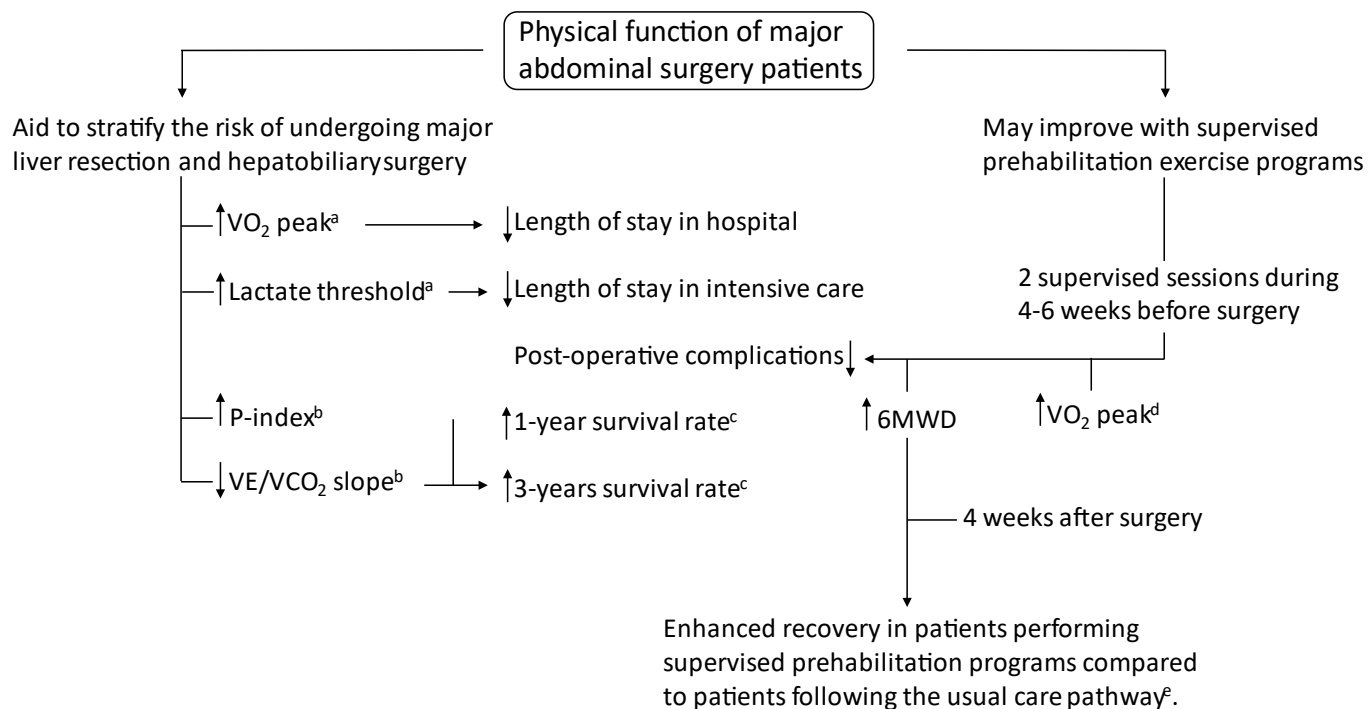 Physical function of major
abdominal surgery patients
Aid to stratify the risk of undergoing major
liver resection and hepatobiliary surgery
↑VO₂ peakᵃ
↓Length of stay in hospital
↑Lactate thresholdᵃ
↓Length of stay in intensive care
↑P-indexᵇ
↑1-year survival rateᶜ
↓VE/VCO₂ slopeᵇ
↑3-years survival rateᶜ
May improve with supervised
prehabilitation exercise programs
2 supervised sessions during
4-6 weeks before surgery
Post-operative complications↓
↑6MWD
↑VO₂ peakᵈ
4 weeks after surgery
Enhanced recovery in patients performing
supervised prehabilitation programs compared
to patients following the usual care pathwayᵉ.